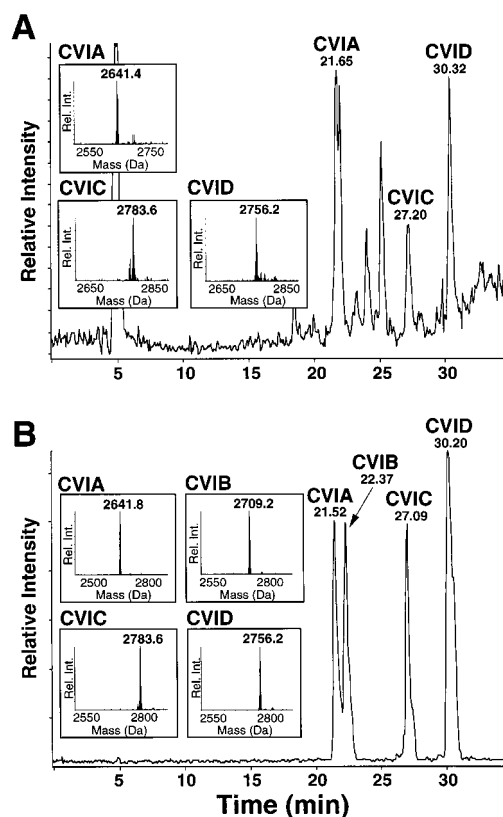 A
CVIA
2641.4
Rel. Int.
2550 2750
Mass (Da)
CVIC
2783.6
Rel. Int.
2650 2850
Mass (Da)
CVID
2756.2
Rel. Int.
2650 2850
Mass (Da)
CVIA
21.65
CVIC
27.20
CVID
30.32
Relative Intensity
5 10 15 20 25 30
B
CVIA
2641.8
Rel. Int.
2500 2800
Mass (Da)
CVIB
2709.2
Rel. Int.
2500 2800
Mass (Da)
CVIC
2783.6
Rel. Int.
2550 2800
Mass (Da)
CVID
2756.2
Rel. Int.
2550 2800
Mass (Da)
CVIA
21.52
CVIB
22.37
CVIC
27.09
CVID
30.20
Relative Intensity
5 10 15 20 25 30
Time (min)